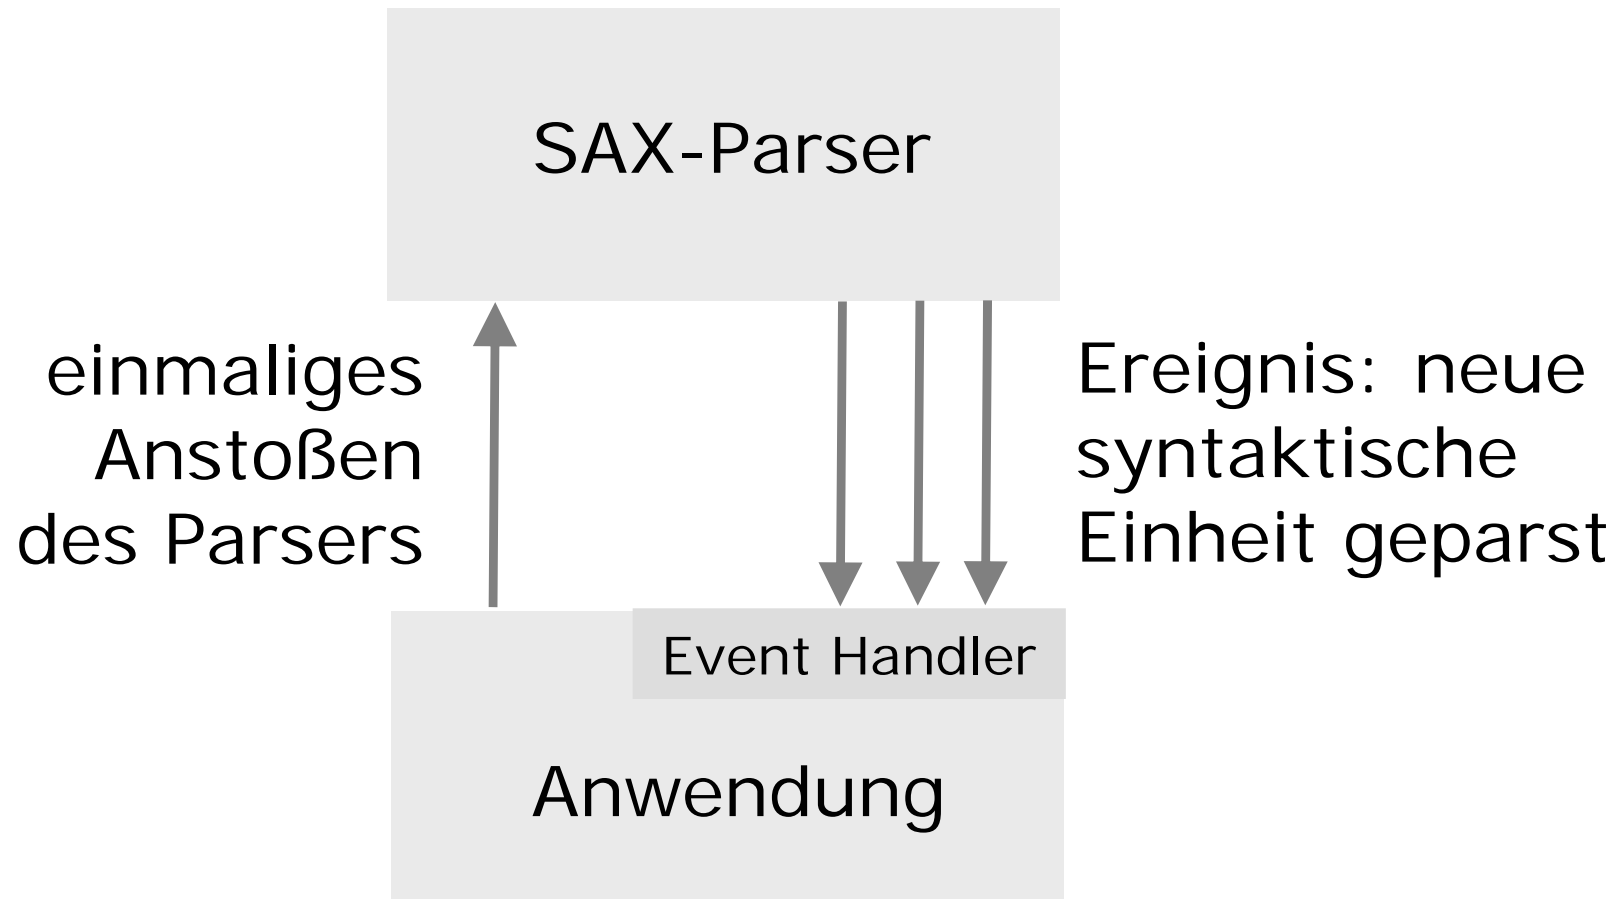 SAX-Parser
einmaliges
Anstoßen
des Parsers
Ereignis: neue
syntaktische
Einheit geparst
Event Handler
Anwendung